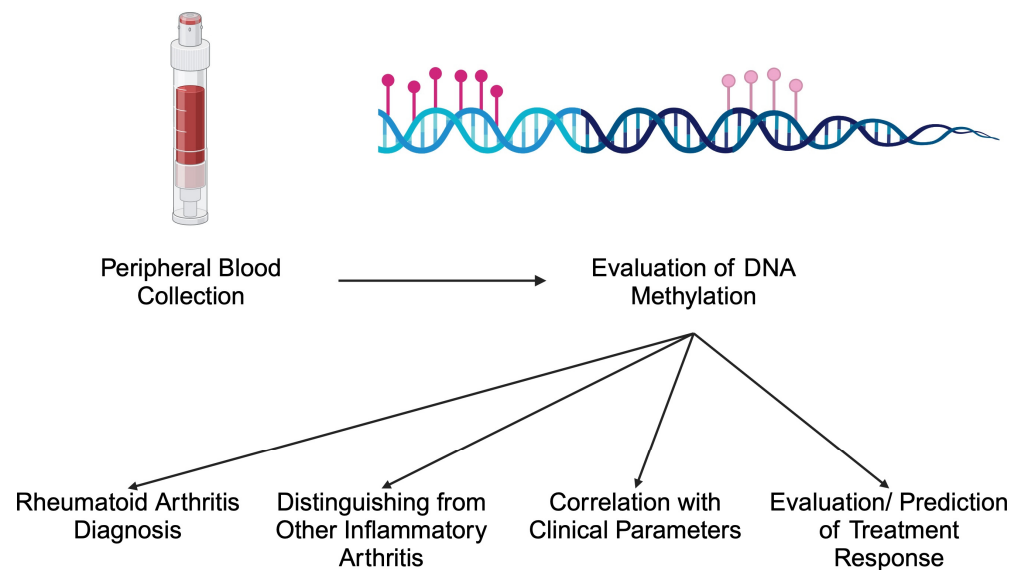 Peripheral Blood
Collection
Evaluation of DNA
Methylation
Rheumatoid Arthritis
Diagnosis
Distinguishing from
Other Inflammatory
Arthritis
Correlation with
Clinical Parameters
Evaluation/ Prediction
of Treatment
Response